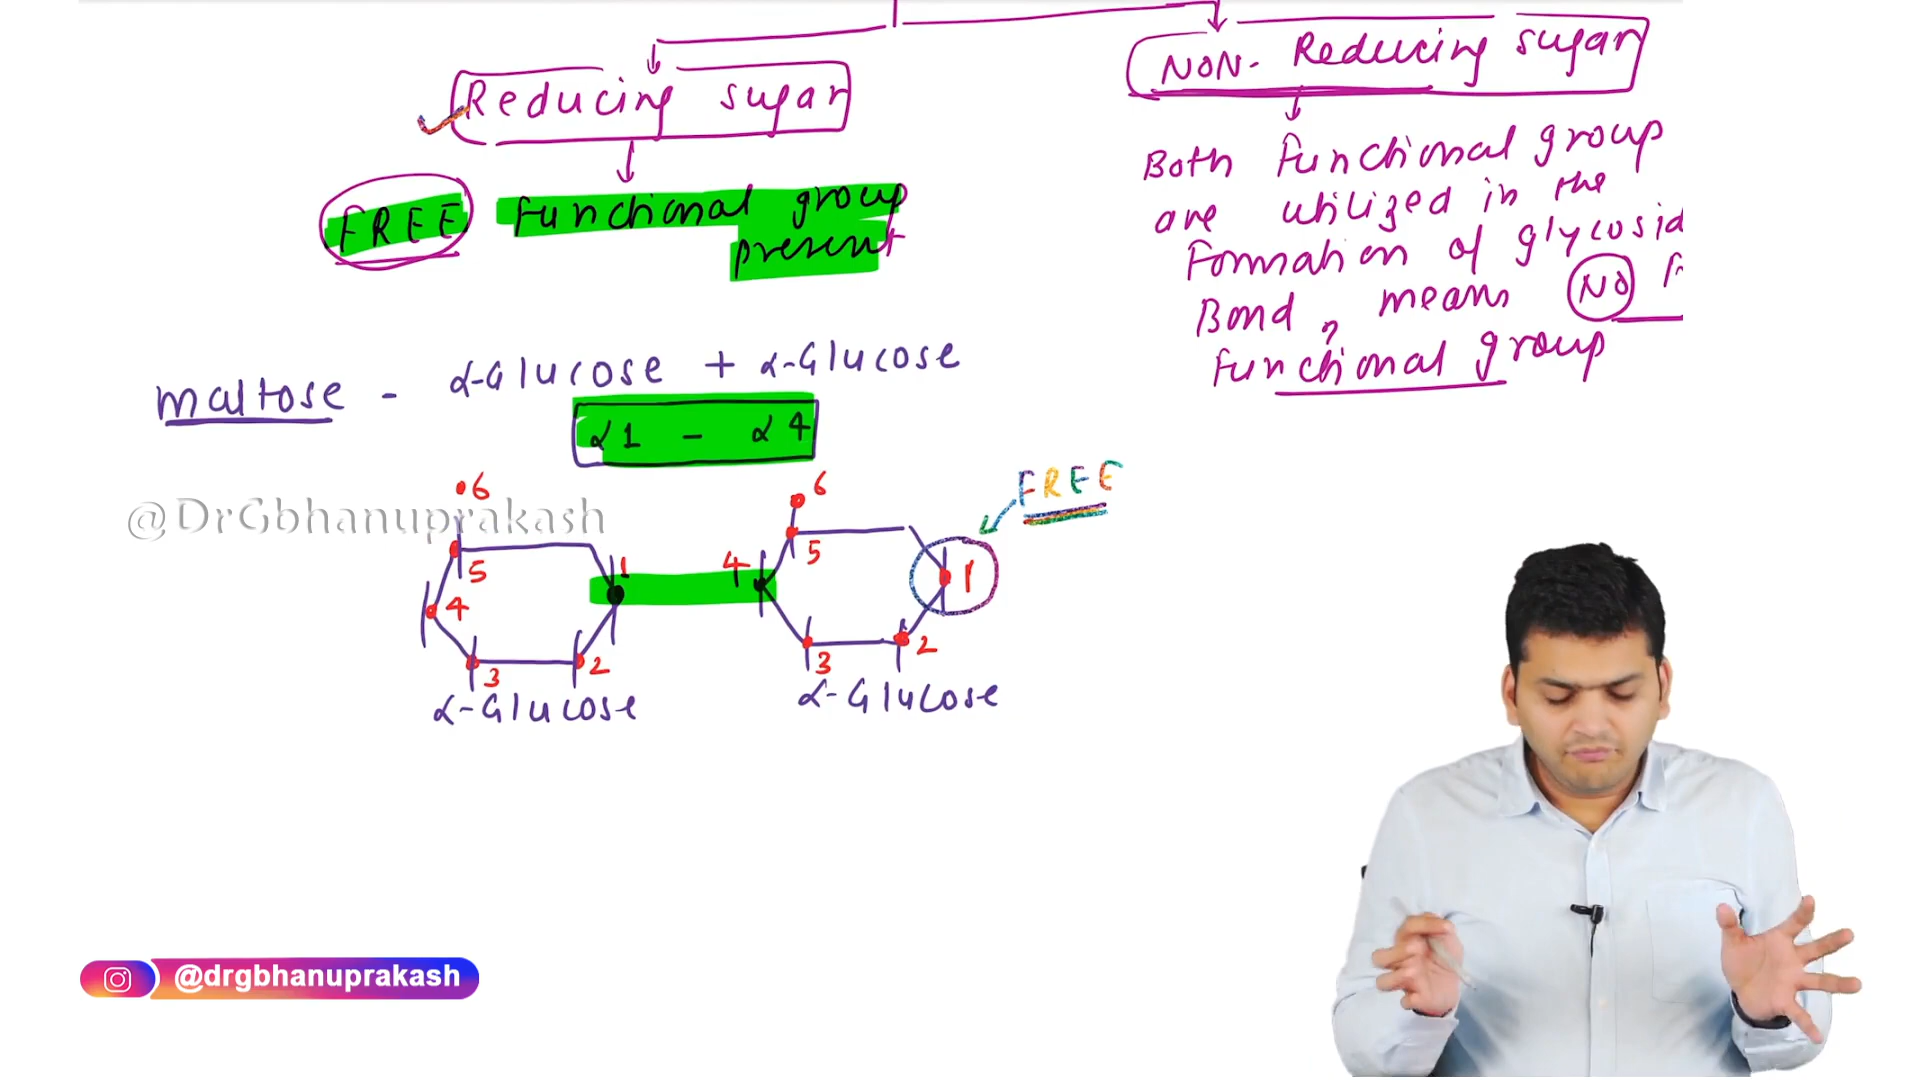 Reducing sugar
FREE Functional group
present
NON- Reducing sugar
Both Functional group
are utilized in the
Formation of glycosid
Bond, means NO F
Functional group
maltose - α-Glucose + α-Glucose
α1 - α4
FREE
6
5
4
3
2
1
α-Glucose
6
5
4
3
2
1
α-Glucose
@DrGbhanuprakash
@drgbhanuprakash